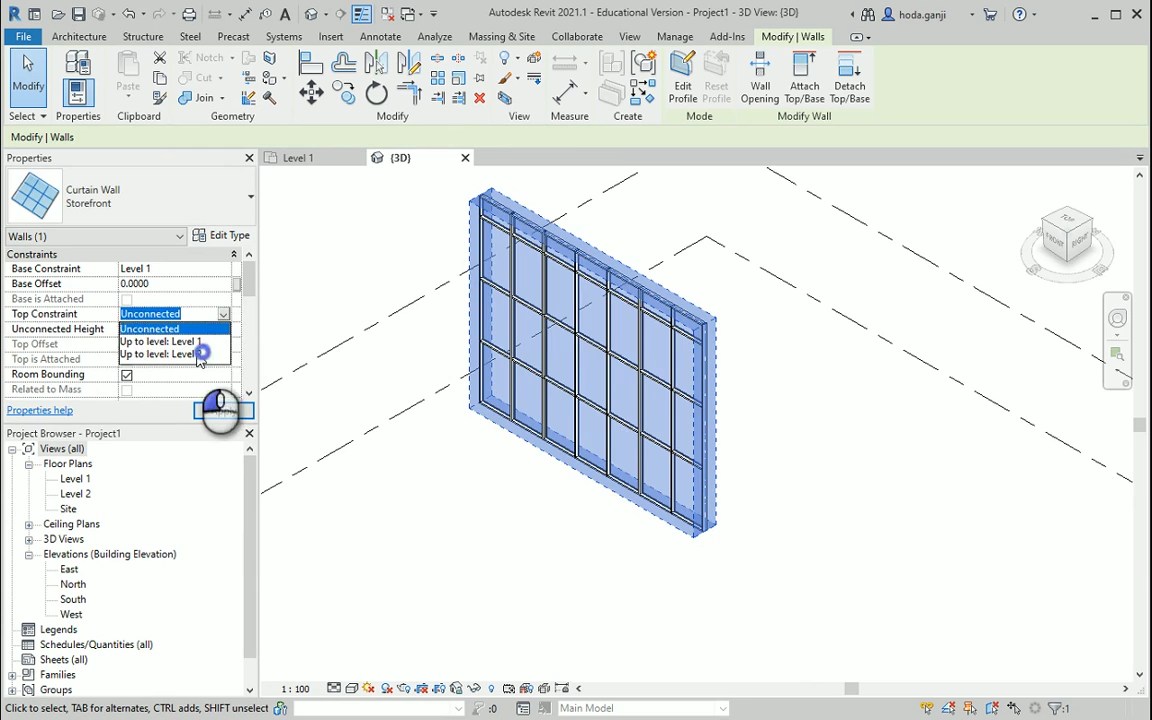 Autodesk Revit 2021.1 - Educational Version - Project1 - 3D View: {3D}
hoda.ganji
File Architecture Structure Steel Precast Systems Insert Annotate Analyze Massing & Site Collaborate View Manage Add-Ins Modify | Walls
Modify
Paste
Notch
Cut
Join
Edit Profile
Reset Profile
Wall Opening
Attach Top/Base
Detach Top/Base
Select Properties Clipboard Geometry Modify View Measure Create Mode Modify Wall
Modify | Walls
Properties
Level 1
{3D}
Curtain Wall
Storefront
Walls (1)
Edit Type
Constraints
Base Constraint Level 1
Base Offset 0.0000
Base is Attached
Top Constraint Unconnected
Unconnected Height Unconnected
Top Offset Up to level: Level 1
Up to level: Level
Top is Attached
Room Bounding
Related to Mass
Properties help
Project Browser - Project1
Views (all)
Floor Plans
Level 1
Level 2
Site
Ceiling Plans
3D Views
Elevations (Building Elevation)
East
North
South
West
Legends
Schedules/Quantities (all)
Sheets (all)
Families
Groups
TOP
FRONT
RIGHT
1 : 100
Click to select, TAB for alternates, CTRL adds, SHIFT unselect
:0
Main Model
:1